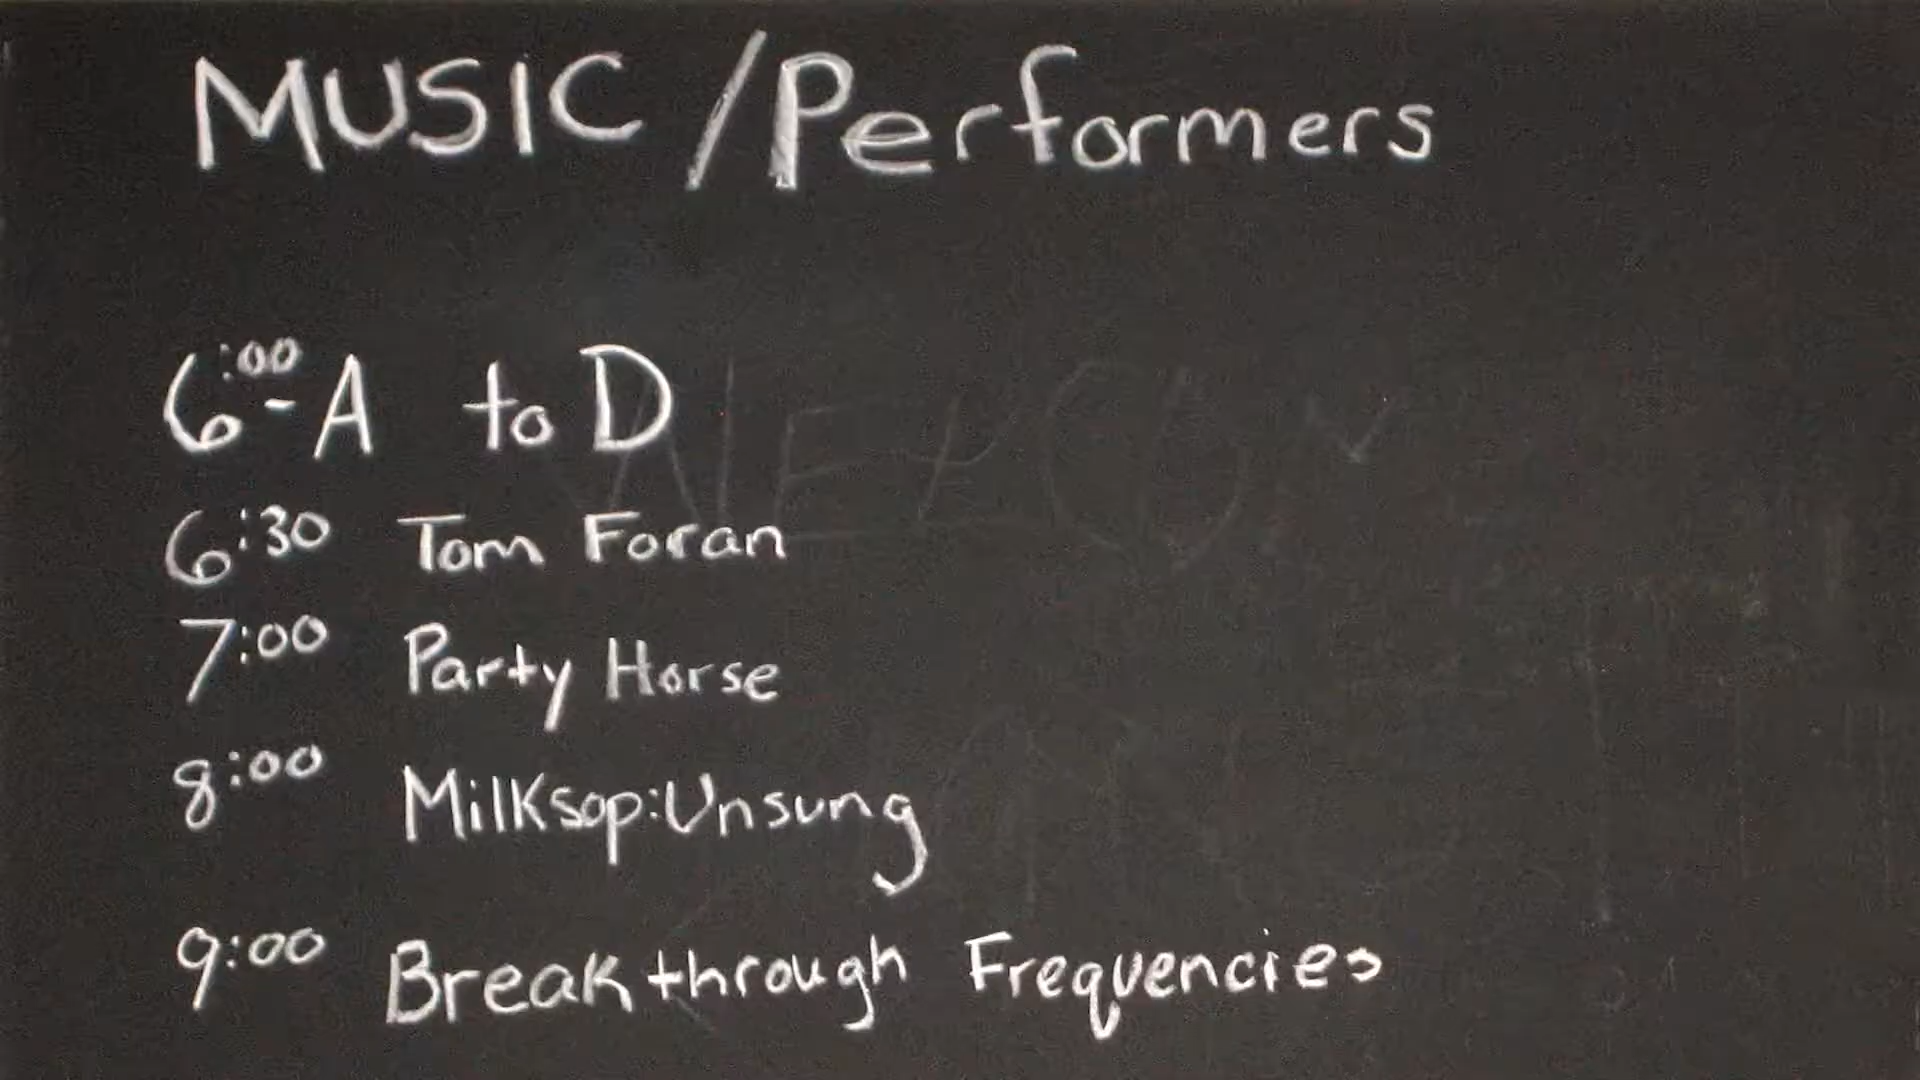 MUSIC / Performers
6:00 - A to D
6:30 Tom Foran
7:00 Party Horse
8:00 Milksop:Unsung
9:00 Breakthrough Frequencies